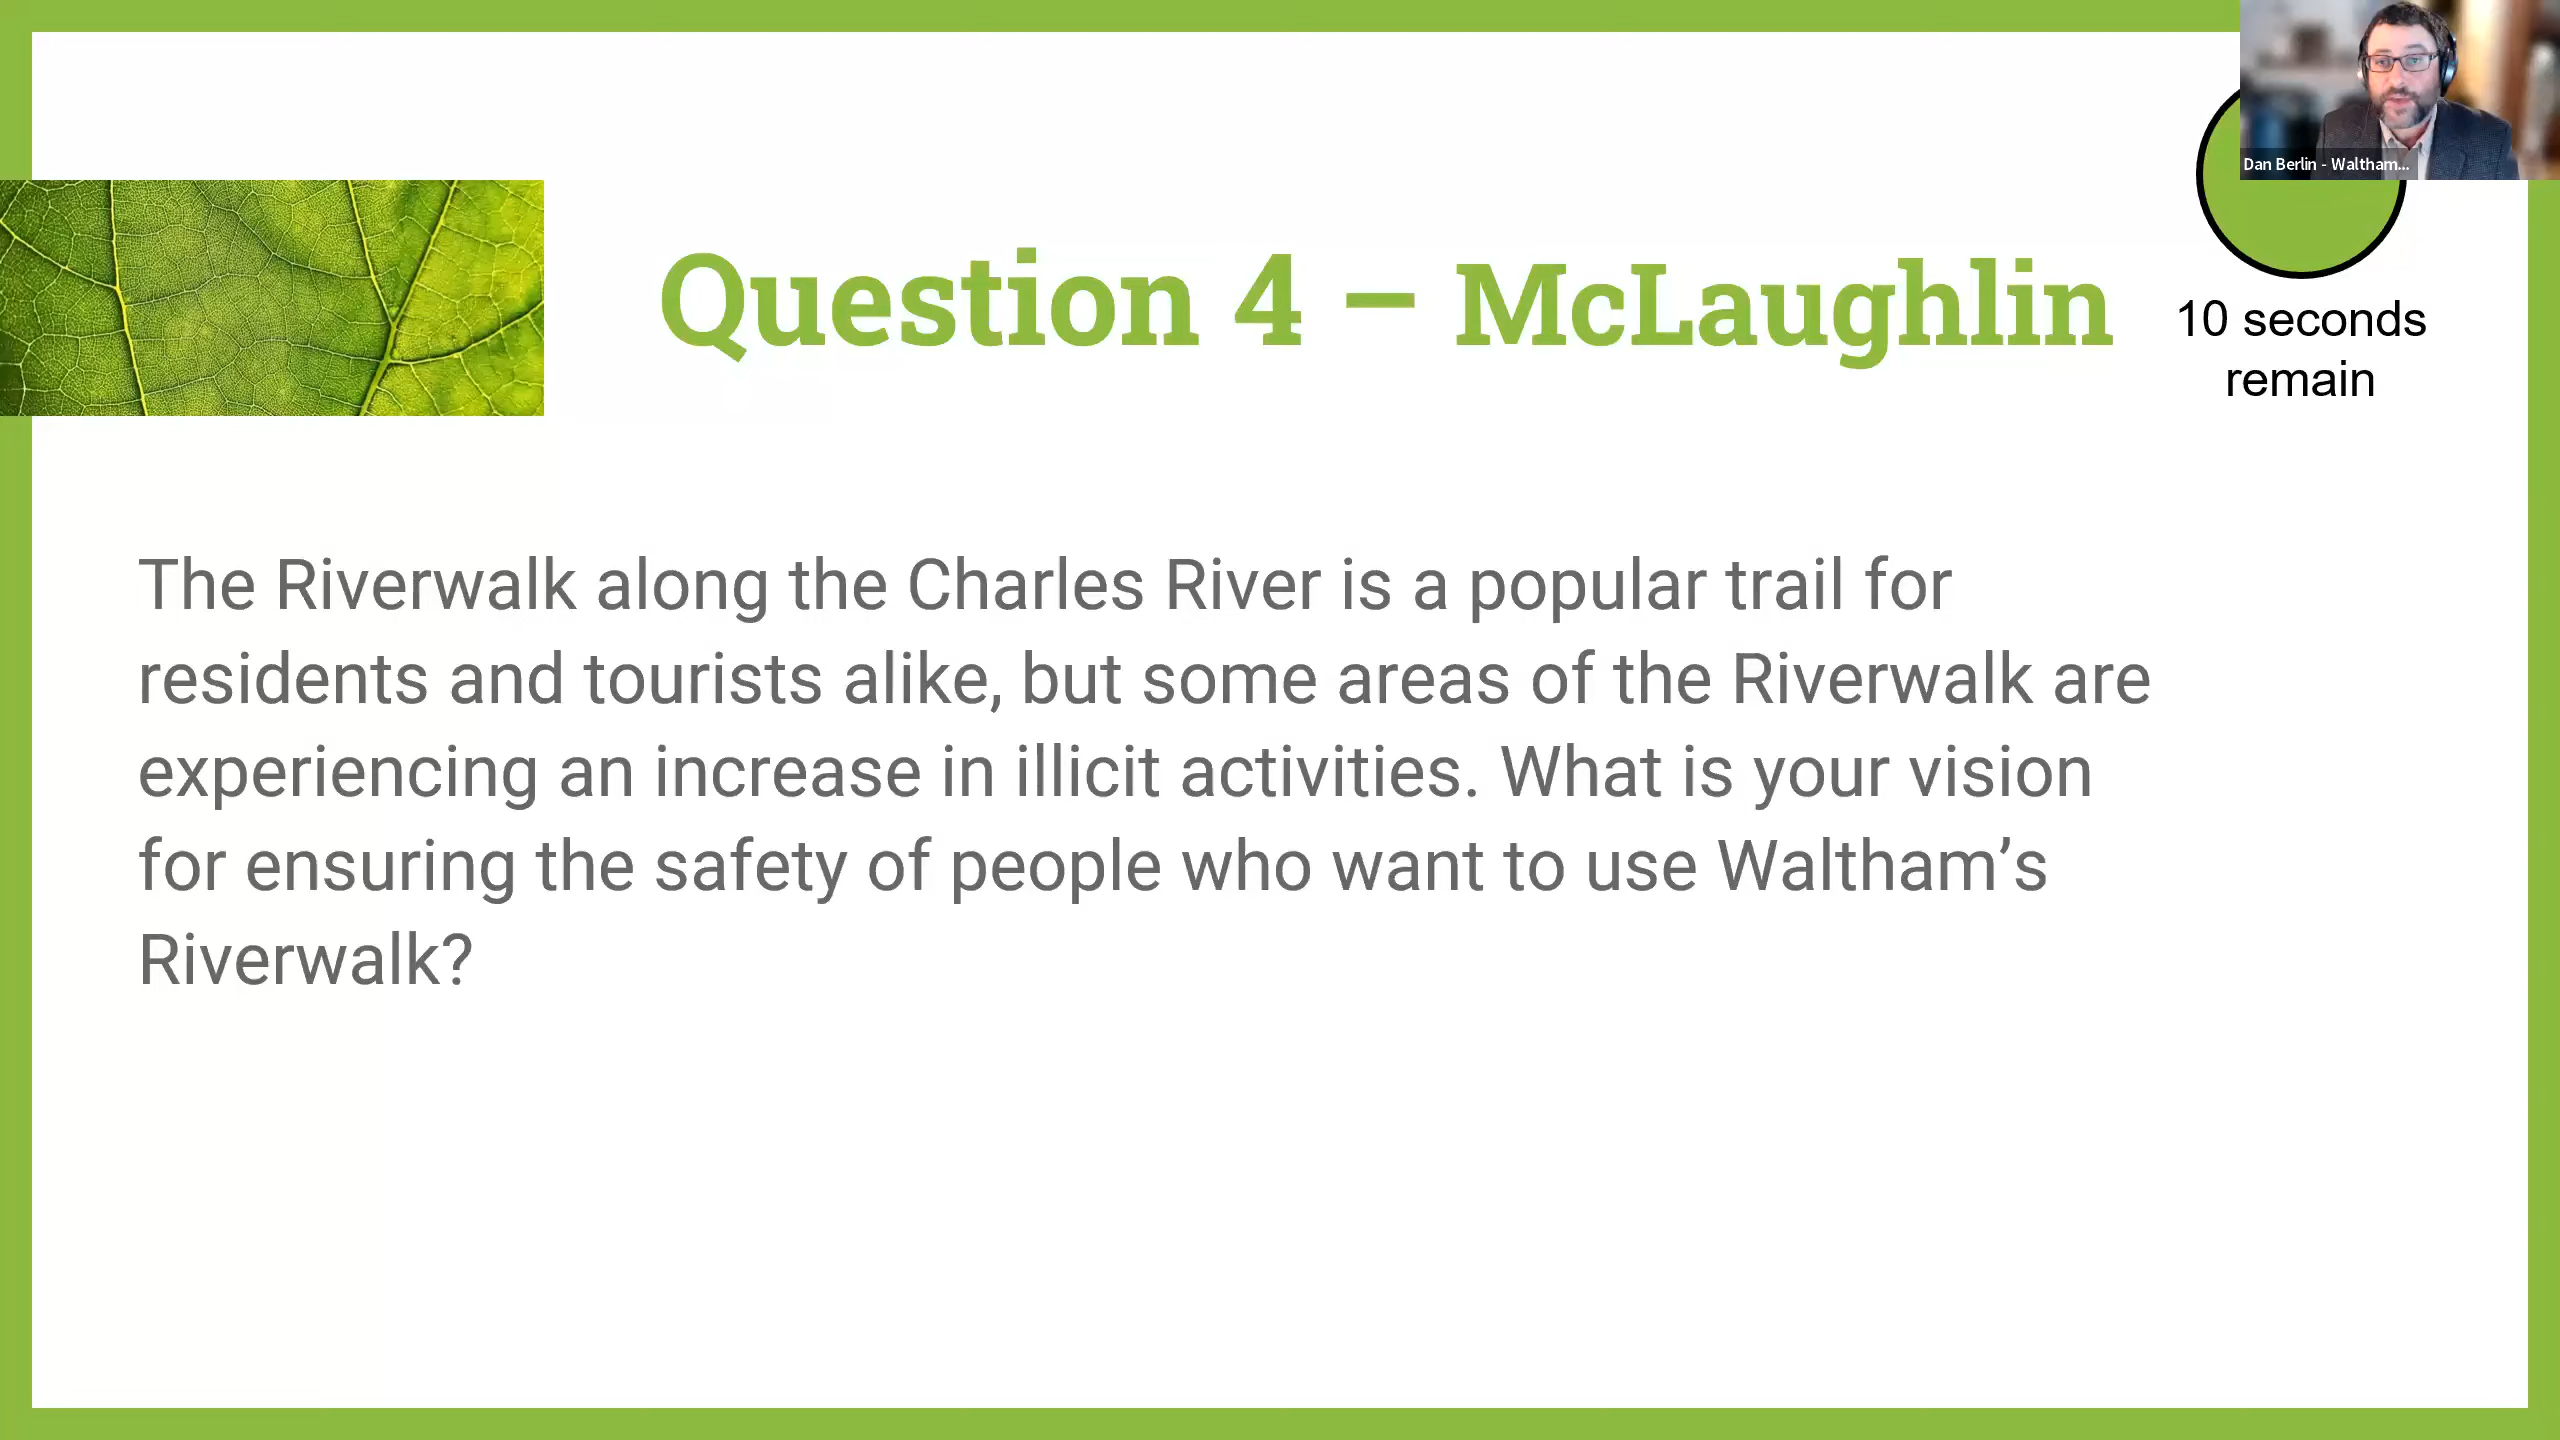 Dan Berlin - Waltham...
Question 4 – McLaughlin
10 seconds
remain
The Riverwalk along the Charles River is a popular trail for
residents and tourists alike, but some areas of the Riverwalk are
experiencing an increase in illicit activities. What is your vision
for ensuring the safety of people who want to use Waltham’s
Riverwalk?